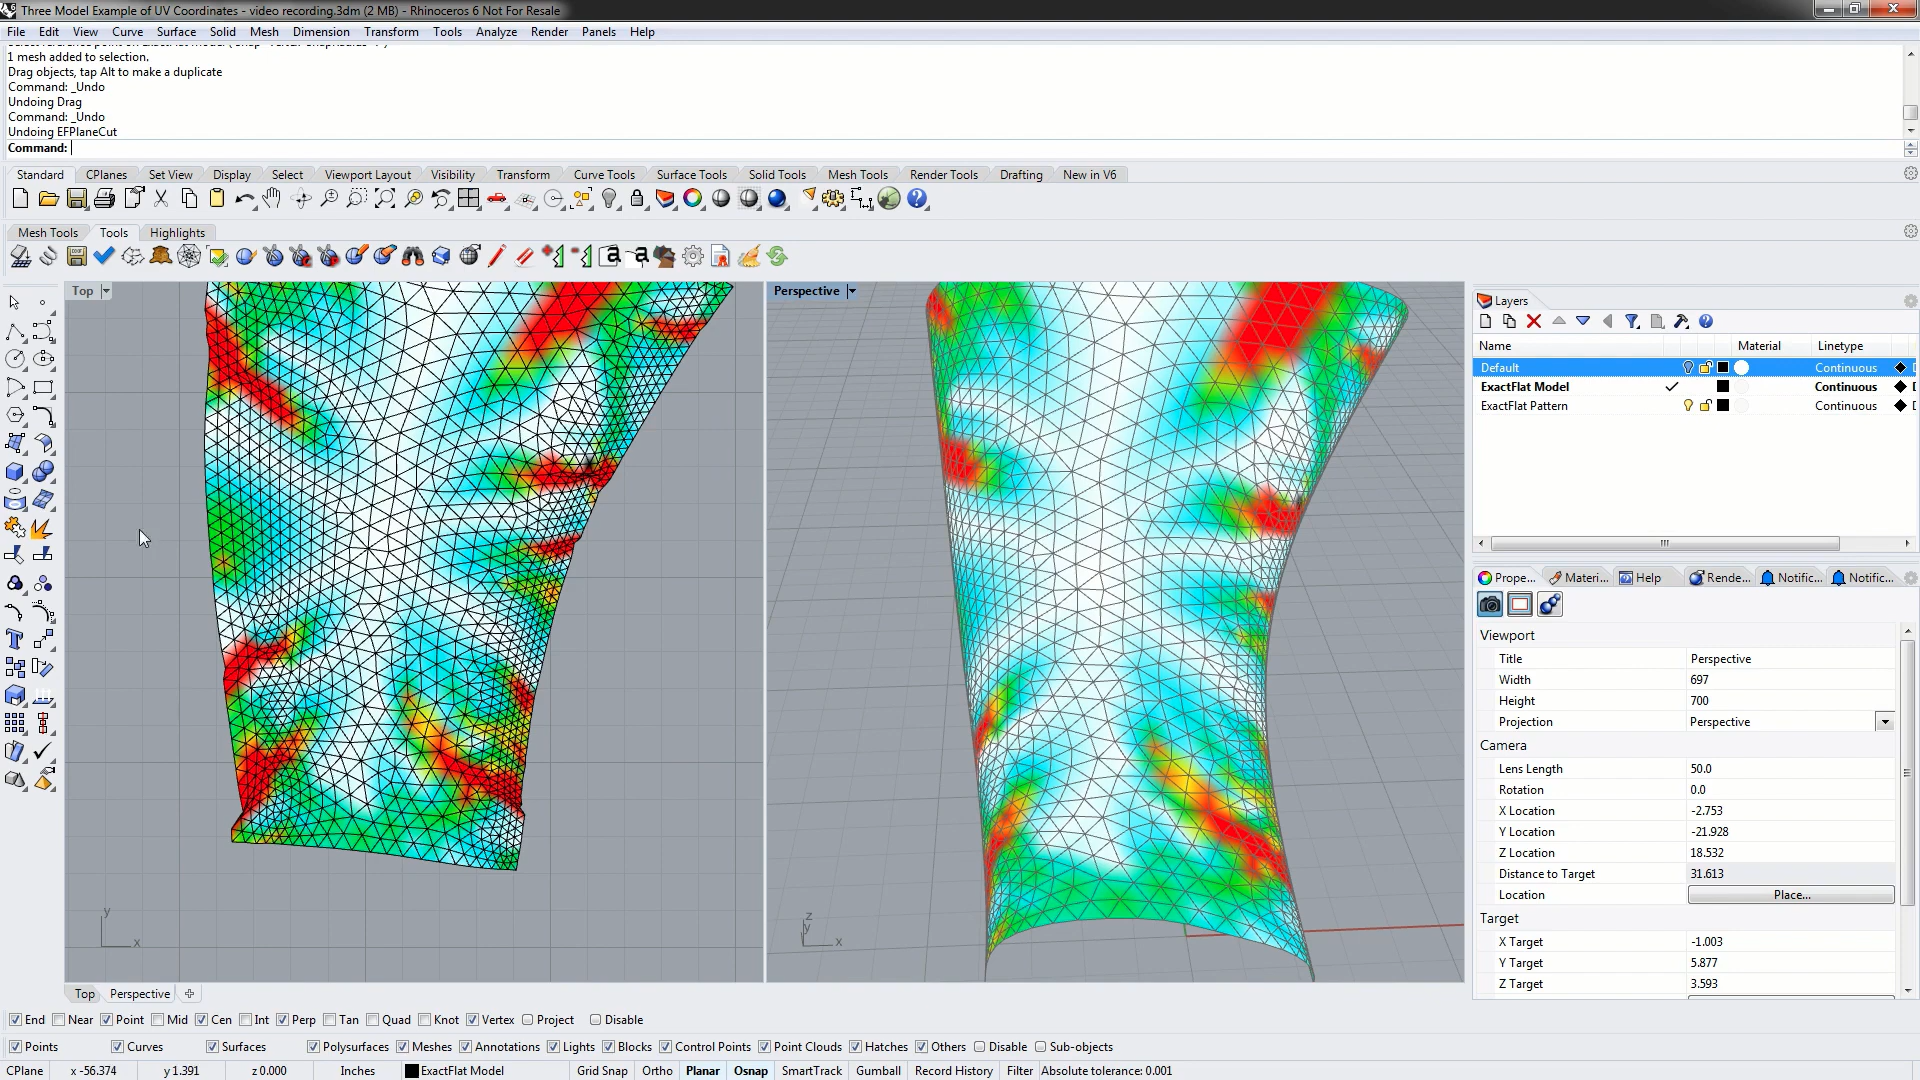 Three Model Example of UV Coordinates - video recording.3dm (2 MB) - Rhinoceros 6 Not For Resale
File Edit View Curve Surface Solid Mesh Dimension Transform Tools Analyze Render Panels Help
1 mesh added to selection.
Drag objects, tap Alt to make a duplicate
Command: _Undo
Undoing Drag
Command: _Undo
Undoing EFPlaneCut
Command:
Standard CPlanes Set View Display Select Viewport Layout Visibility Transform Curve Tools Surface Tools Solid Tools Mesh Tools Render Tools Drafting New in V6
Mesh Tools Tools Highlights
Top
Perspective
Layers
Name Material Linetype
Default Continuous
ExactFlat Model Continuous
ExactFlat Pattern Continuous
Prope... Materi... Help Rende... Notific... Notific...
Viewport
Title Perspective
Width 697
Height 700
Projection Perspective
Camera
Lens Length 50.0
Rotation 0.0
X Location -2.753
Y Location -21.928
Z Location 18.532
Distance to Target 31.613
Location Place...
Target
X Target -1.003
Y Target 5.877
Z Target 3.593
y
x
z
y
x
Top Perspective
End Near Point Mid Cen Int Perp Tan Quad Knot Vertex Project Disable
Points Curves Surfaces Polysurfaces Meshes Annotations Lights Blocks Control Points Point Clouds Hatches Others Disable Sub-objects
CPlane x -56.374 y 1.391 z 0.000 Inches ExactFlat Model Grid Snap Ortho Planar Osnap SmartTrack Gumball Record History Filter Absolute tolerance: 0.001